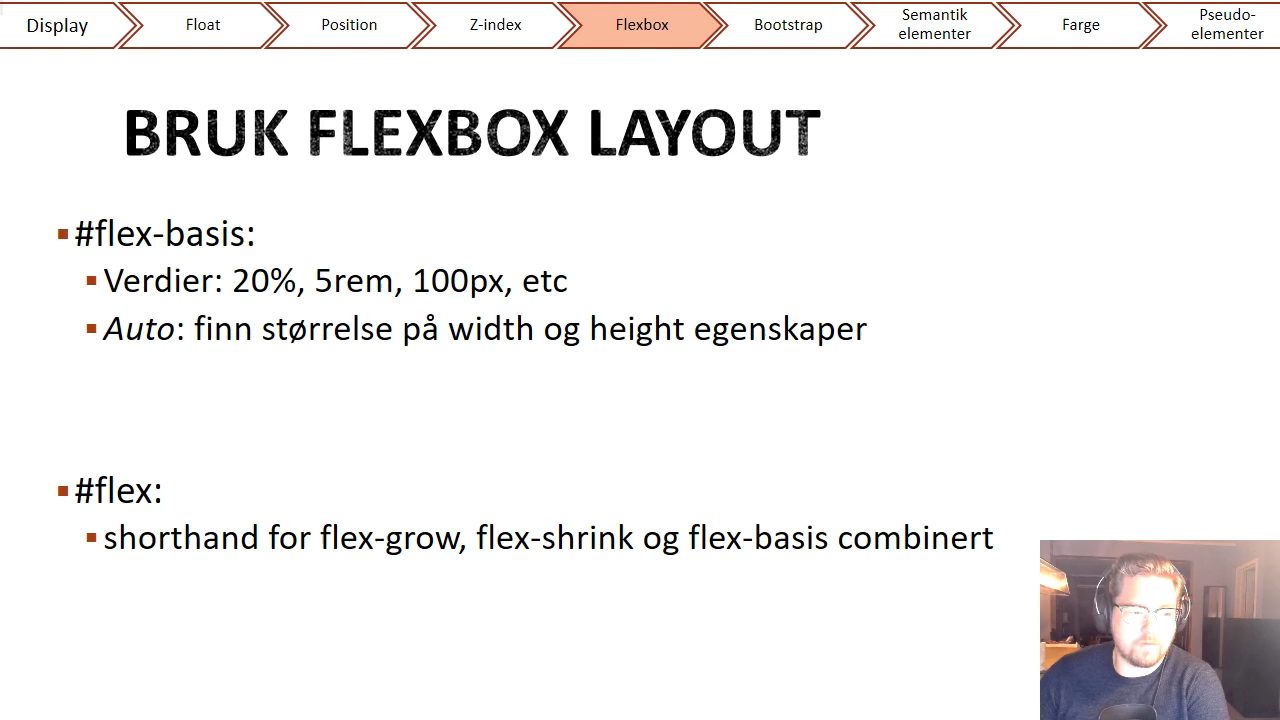 Display
Float
Position
Z-index
Flexbox
Bootstrap
Semantik
elementer
Farge
Pseudo-
elementer
BRUK FLEXBOX LAYOUT
#flex-basis:
Verdier: 20%, 5rem, 100px, etc
Auto: finn størrelse på width og height egenskaper
#flex:
shorthand for flex-grow, flex-shrink og flex-basis combinert